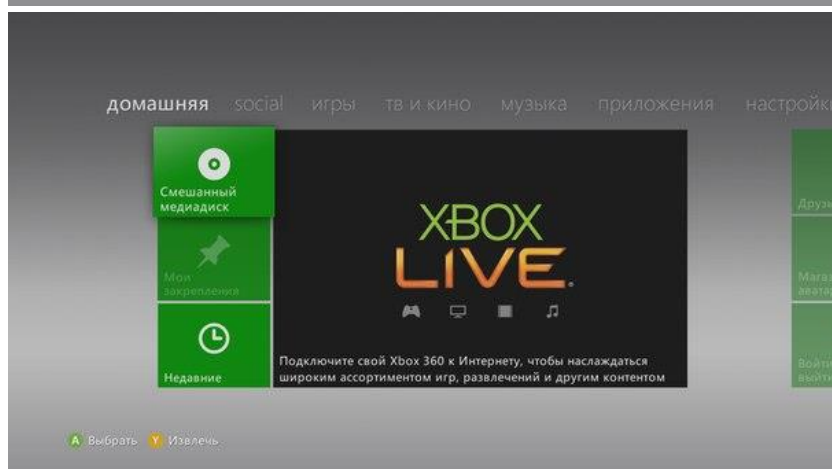 домашняя social игры тв и кино музыка приложения настройки
Смешанный
медиадиск
Мои
закрепления
Недавние
XBOX
LIVE.
Подключите свой Xbox 360 к Интернету, чтобы наслаждаться
широким ассортиментом игр, развлечений и другим контентом
A Выбрать Y Извлечь